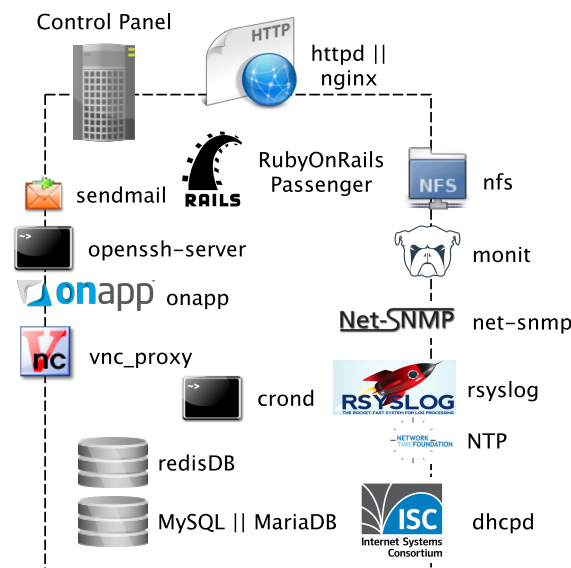 Control Panel
HTTP
httpd ||
nginx
RAILS
RubyOnRails
Passenger
NFS
nfs
sendmail
>_
openssh-server
monit
onapp
onapp
Net-SNMP
net-snmp
Vnc
vnc_proxy
>_
crond
RSYSLOG
THE ROCKET-FAST SYSTEM FOR LOG PROCESSING
rsyslog
NETWORK
TIME FOUNDATION
NTP
redisDB
MySQL || MariaDB
ISC
Internet Systems
Consortium
dhcpd